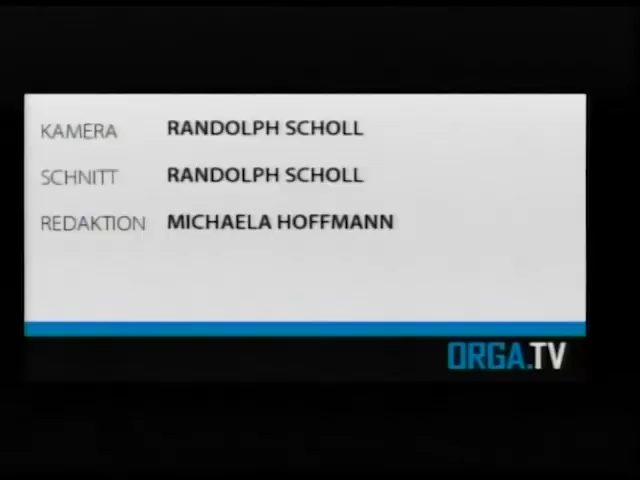 KAMERA RANDOLPH SCHOLL
SCHNITT RANDOLPH SCHOLL
REDAKTION MICHAELA HOFFMANN
ORGA.TV